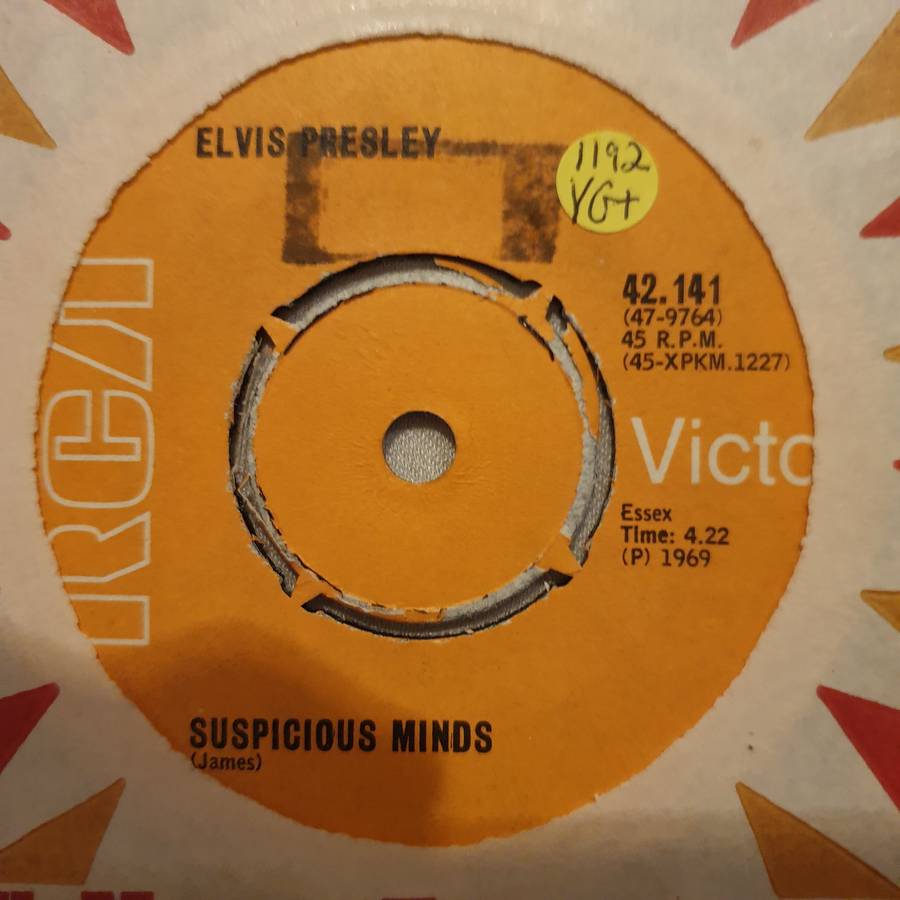 ELVIS PRESLEY
1192
VG+
42.141
(47-9764)
45 R.P.M.
(45-XPKM.1227)
RCA
Victo
Essex
Time: 4.22
(P) 1969
SUSPICIOUS MINDS
(James)